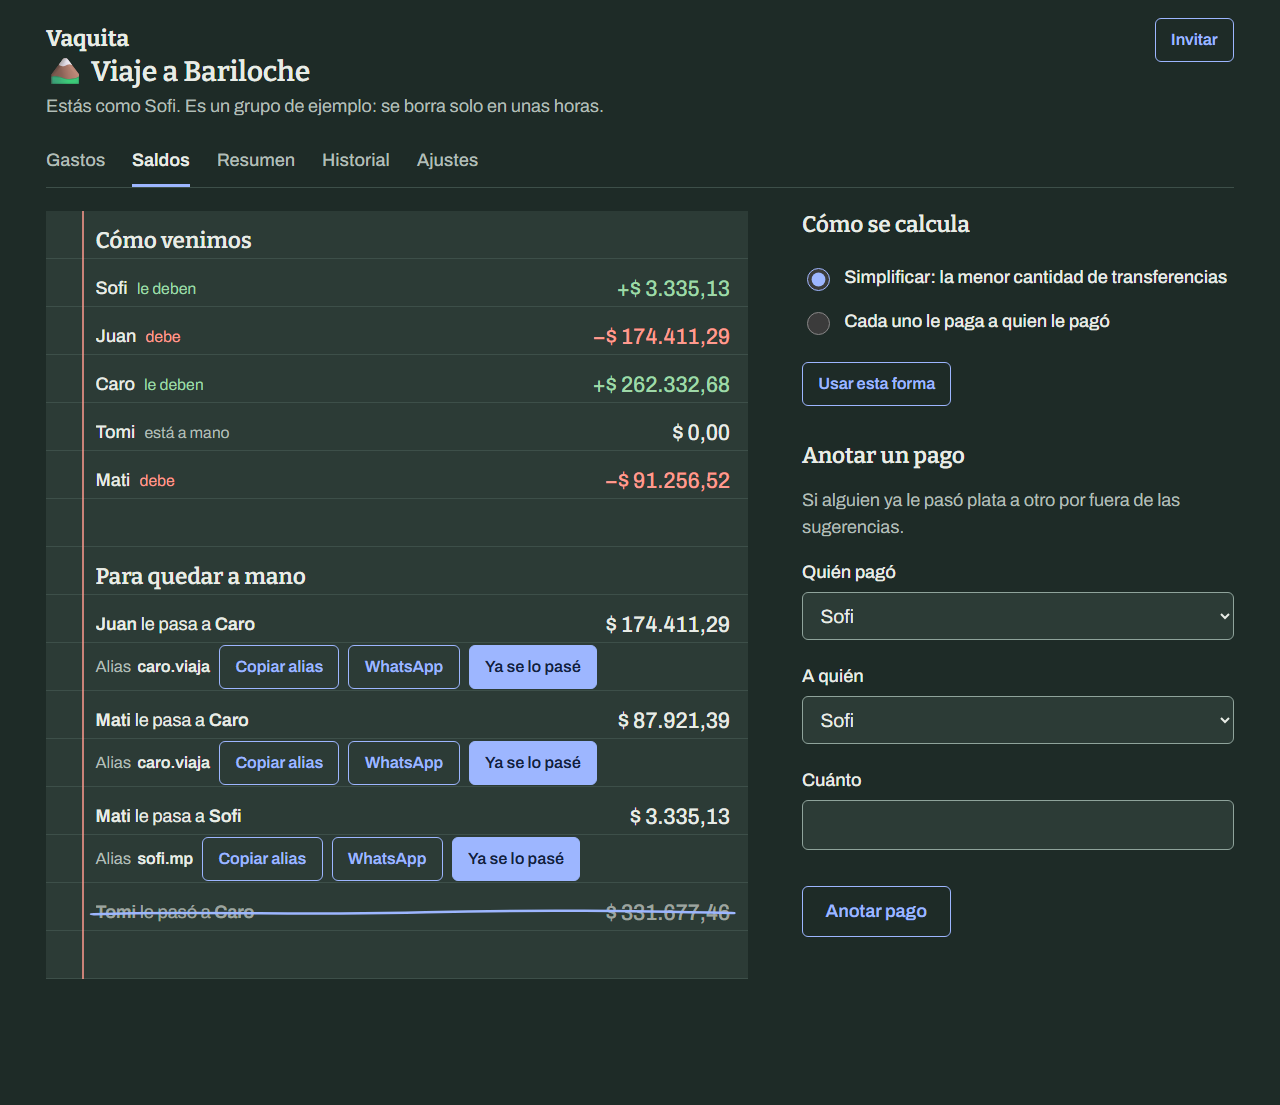 Vaquita
Invitar
Viaje a Bariloche
Estás como Sofi. Es un grupo de ejemplo: se borra solo en unas horas.
Gastos Saldos Resumen Historial Ajustes
Cómo venimos
Sofi le deben +$ 3.335,13
Juan debe −$ 174.411,29
Caro le deben +$ 262.332,68
Tomi está a mano $ 0,00
Mati debe −$ 91.256,52
Para quedar a mano
Juan le pasa a Caro $ 174.411,29
Alias caro.viaja Copiar alias WhatsApp Ya se lo pasé
Mati le pasa a Caro $ 87.921,39
Alias caro.viaja Copiar alias WhatsApp Ya se lo pasé
Mati le pasa a Sofi $ 3.335,13
Alias sofi.mp Copiar alias WhatsApp Ya se lo pasé
Tomi le pasó a Caro $ 331.677,46
Cómo se calcula
Simplificar: la menor cantidad de transferencias
Cada uno le paga a quien le pagó
Usar esta forma
Anotar un pago
Si alguien ya le pasó plata a otro por fuera de las
sugerencias.
Quién pagó
Sofi
A quién
Sofi
Cuánto
Anotar pago